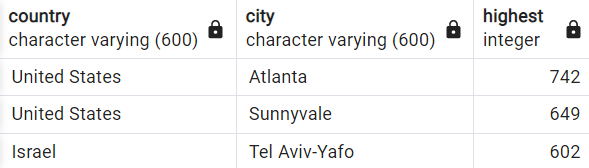 country city highest
character varying (600) character varying (600) integer
United States Atlanta 742
United States Sunnyvale 649
Israel Tel Aviv-Yafo 602